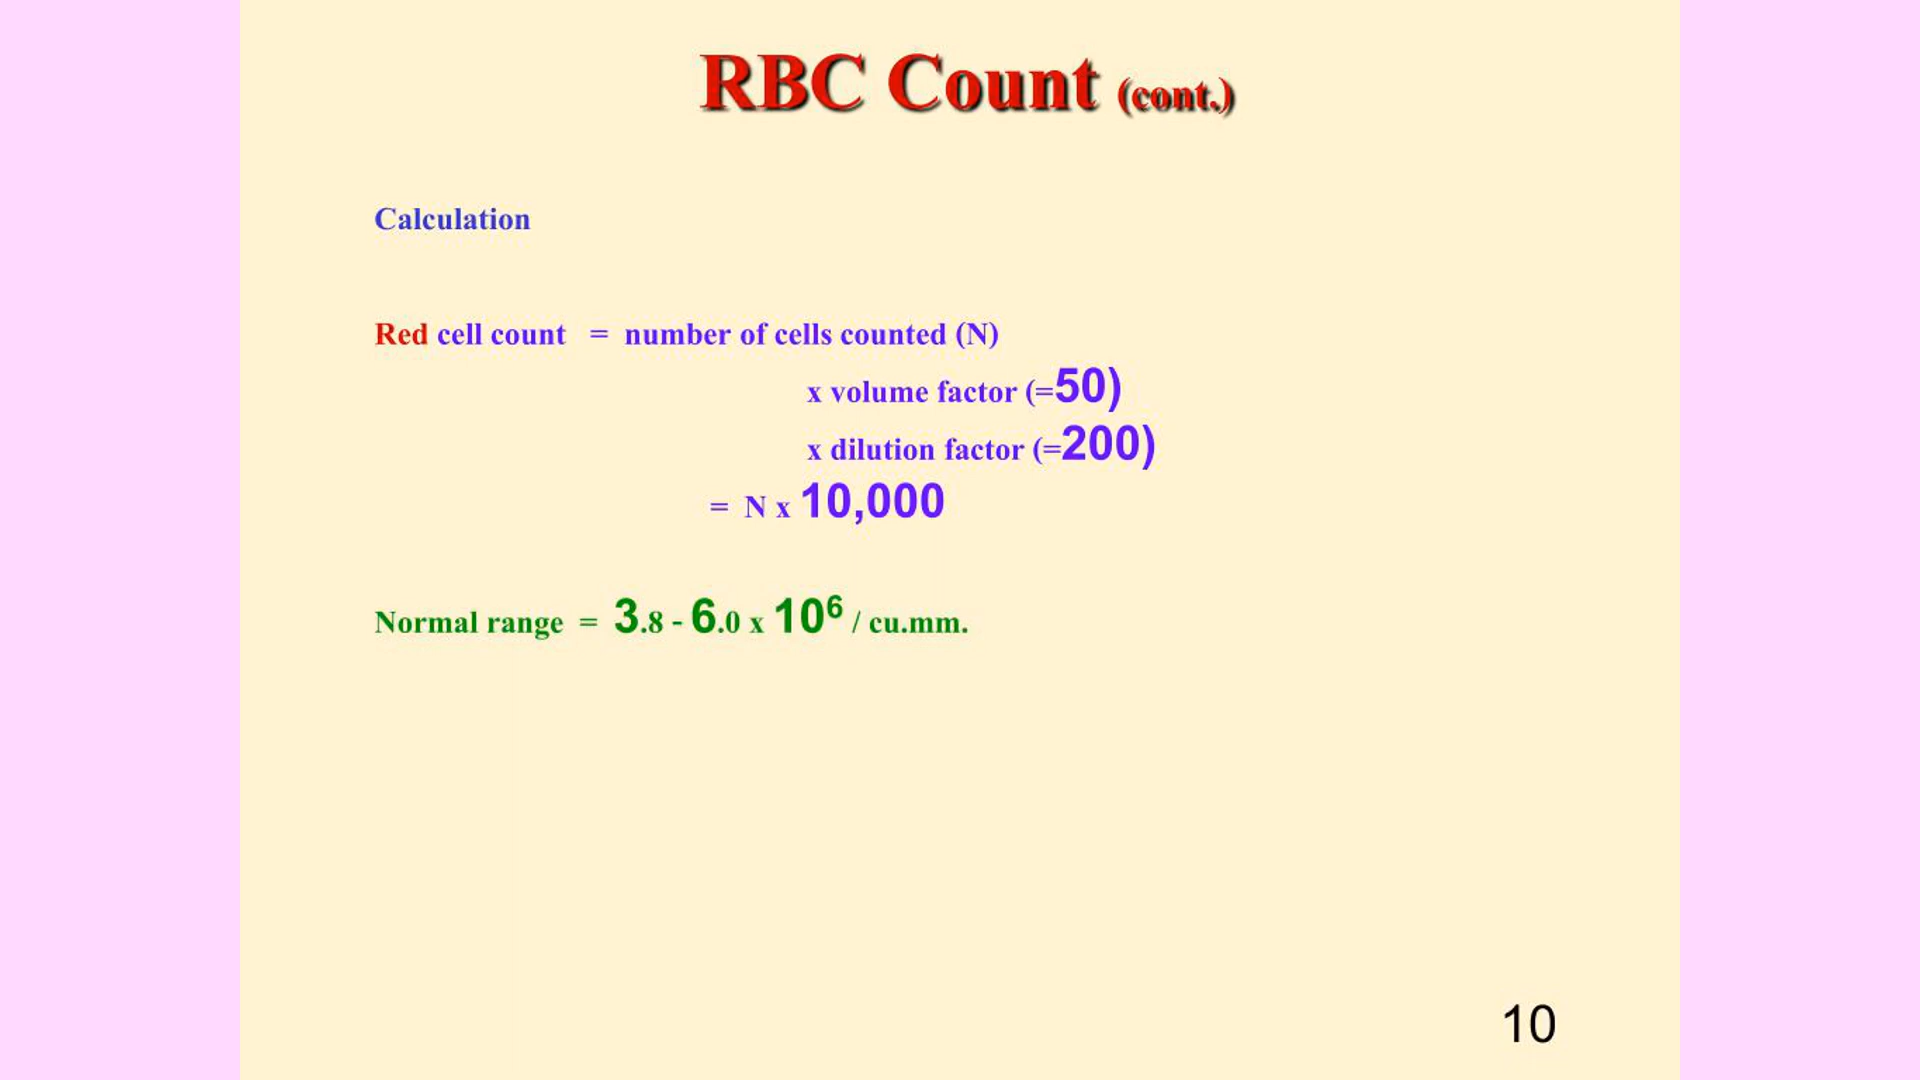 RBC Count (cont.)
Calculation
Red cell count = number of cells counted (N)
x volume factor (=50)
x dilution factor (=200)
= N x 10,000
Normal range = 3.8 - 6.0 x 10⁶ / cu.mm.
10